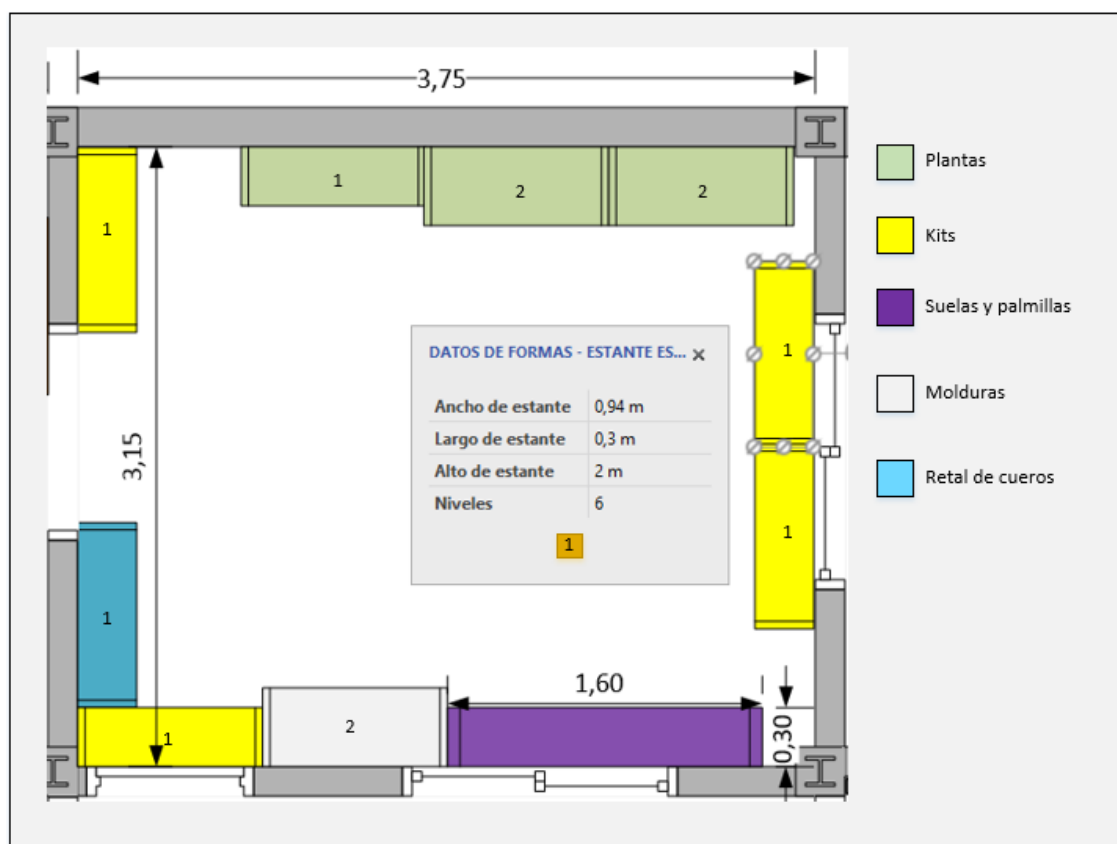 3,75
1
2
2
1
3,15
1
1
1
1
2
1,60
0,30
DATOS DE FORMAS - ESTANTE ES... ×
Ancho de estante 0,94 m
Largo de estante 0,3 m
Alto de estante 2 m
Niveles 6
1
Plantas
Kits
Suelas y palmillas
Molduras
Retal de cueros